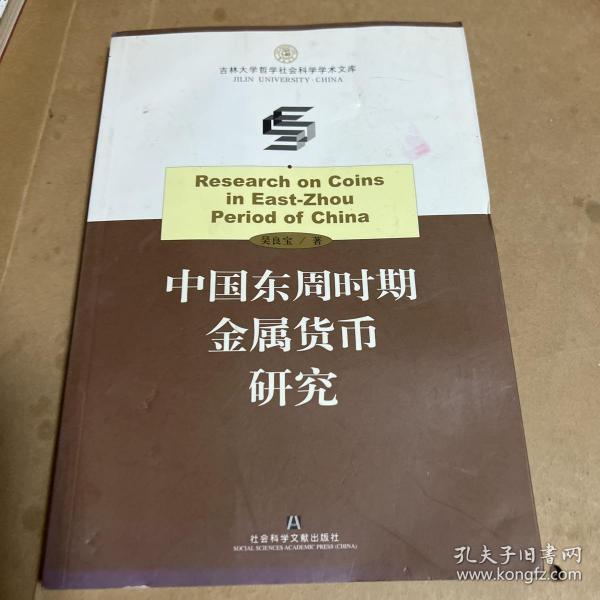 吉林大学哲学社会科学学术文库
JILIN UNIVERSITY·CHINA
Research on Coins
in East-Zhou
Period of China
吴良宝 / 著
中国东周时期
金属货币
研究
社会科学文献出版社
SOCIAL SCIENCES ACADEMIC PRESS (CHINA)
孔夫子旧书网
www.kongfz.com